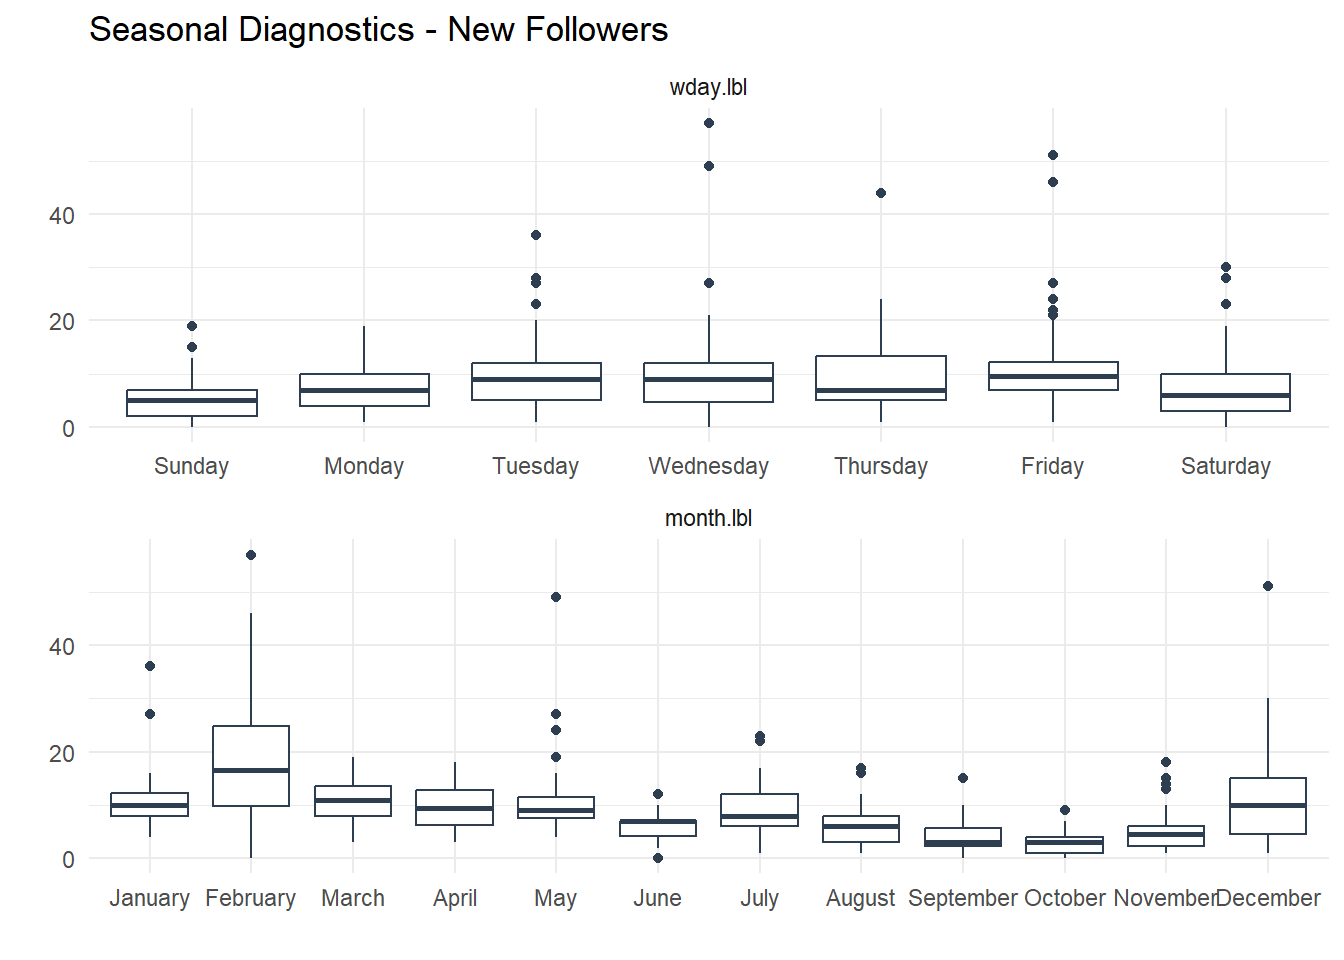 Seasonal Diagnostics - New Followers
wday.lbl
40
20
0
Sunday Monday Tuesday Wednesday Thursday Friday Saturday
month.lbl
40
20
0
January February March April May June July August September October November December